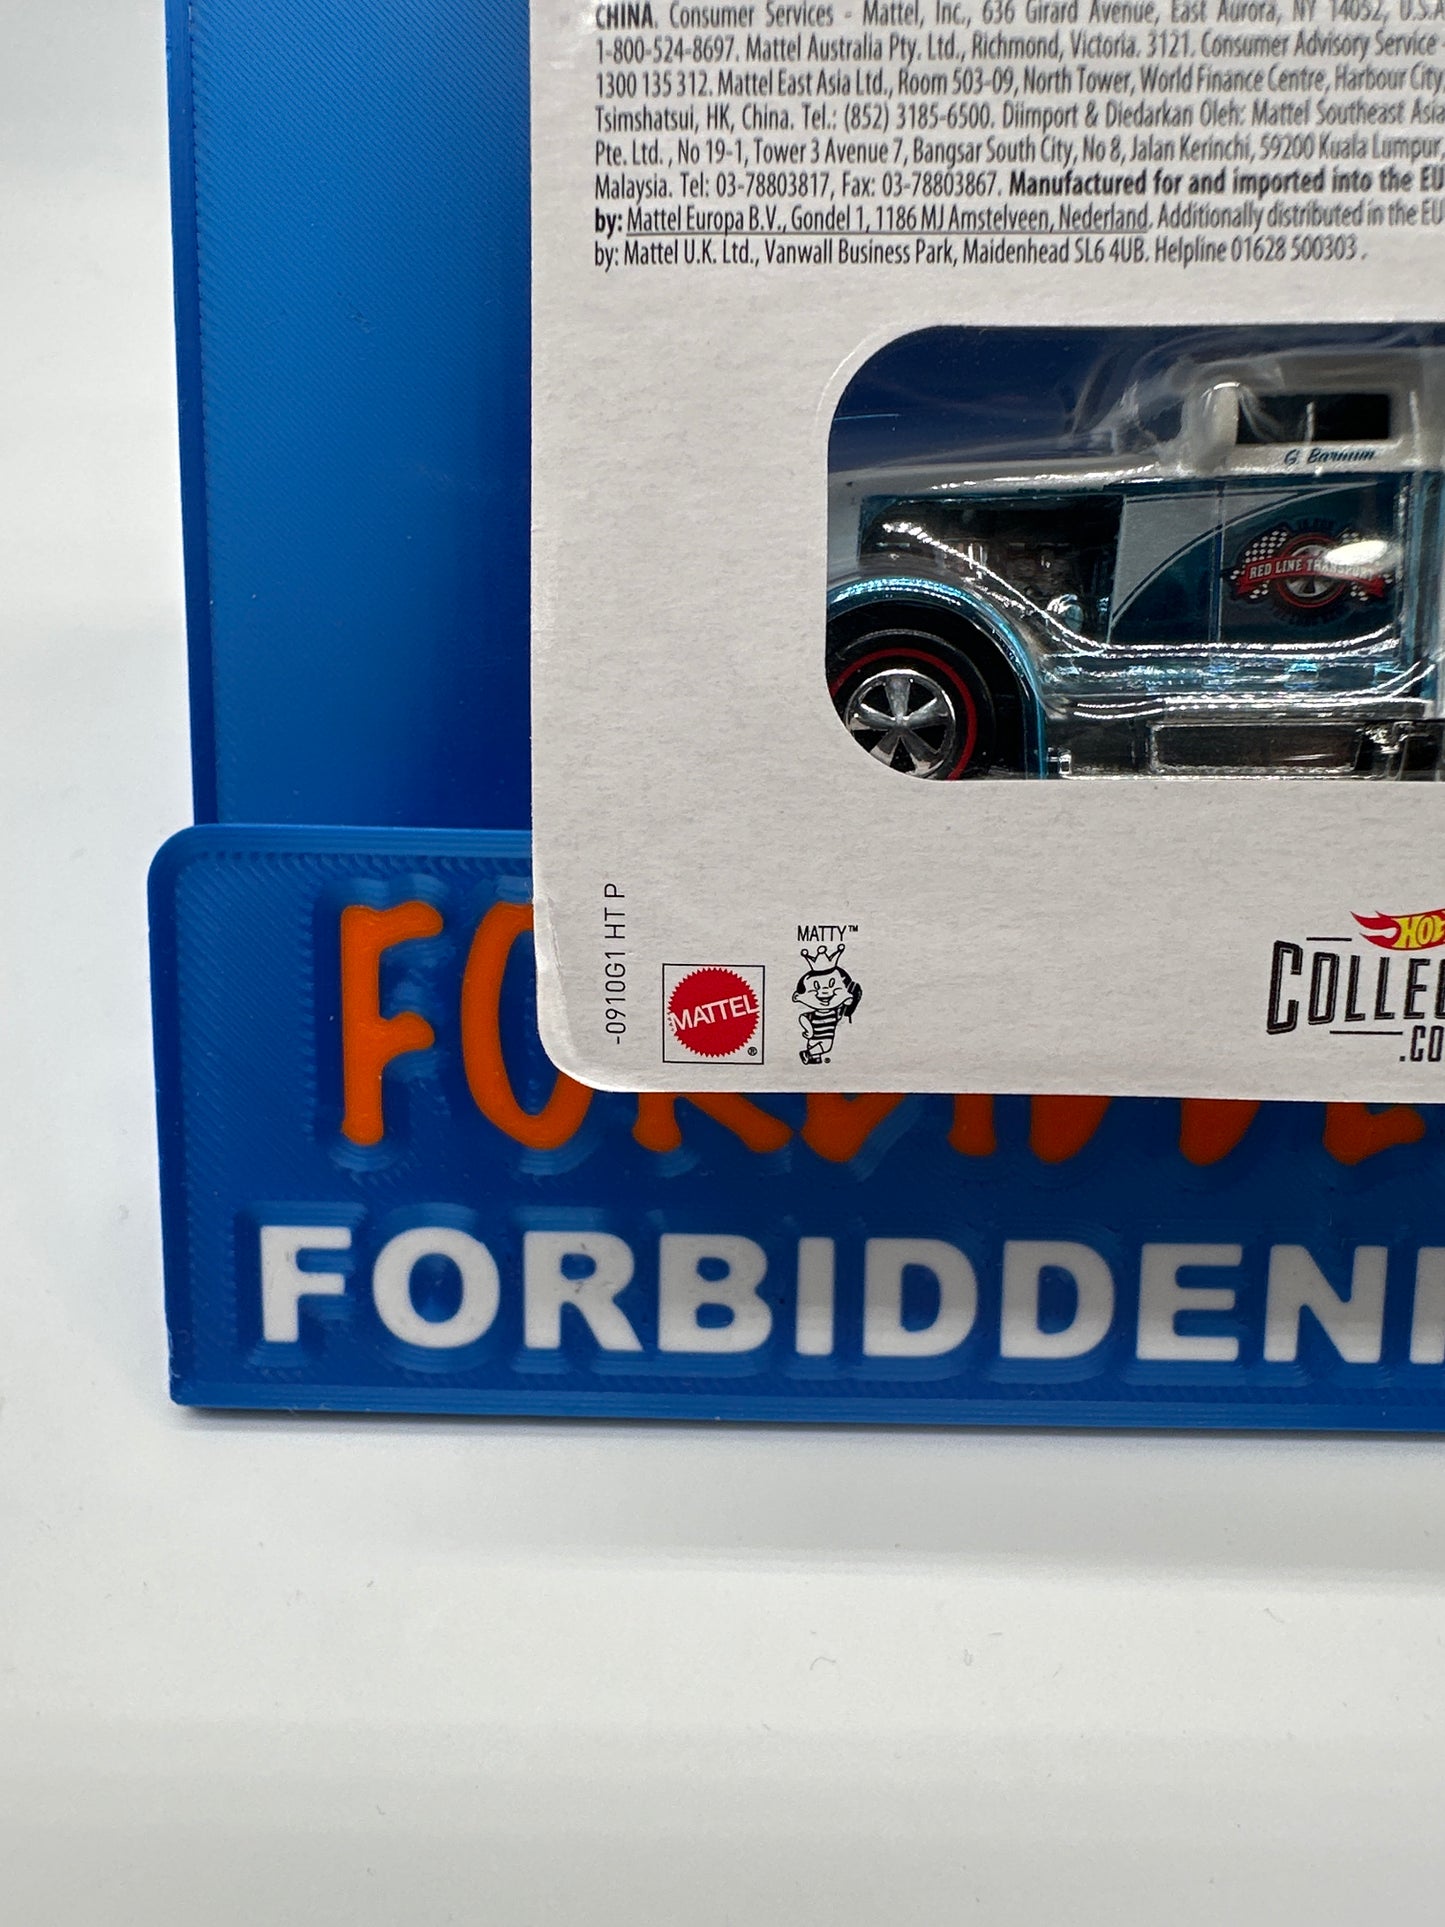 CHINA. Consumer Services - Mattel, Inc., 636 Girard Avenue, East Aurora, NY 14052, U.S.A
1-800-524-8697. Mattel Australia Pty. Ltd., Richmond, Victoria. 3121. Consumer Advisory Service -
1300 135 312. Mattel East Asia Ltd., Room 503-09, North Tower, World Finance Centre, Harbour City,
Tsimshatsui, HK, China. Tel.: (852) 3185-6500. Diimport & Diedarkan Oleh: Mattel Southeast Asia
Pte. Ltd., No 19-1, Tower 3 Avenue 7, Bangsar South City, No 8, Jalan Kerinchi, 59200 Kuala Lumpur,
Malaysia. Tel: 03-78803817, Fax: 03-78803867. Manufactured for and imported into the EU
by: Mattel Europa B.V., Gondel 1, 1186 MJ Amstelveen, Nederland. Additionally distributed in the EU
by: Mattel U.K. Ltd., Vanwall Business Park, Maidenhead SL6 4UB. Helpline 01628 500303.
G. Barnum
RED LINE TRANSPORT
-0910G1 HT P
MATTEL
®
MATTY™
HOT
COLLEC
.CO
FORBIDDE
FORBIDDEN